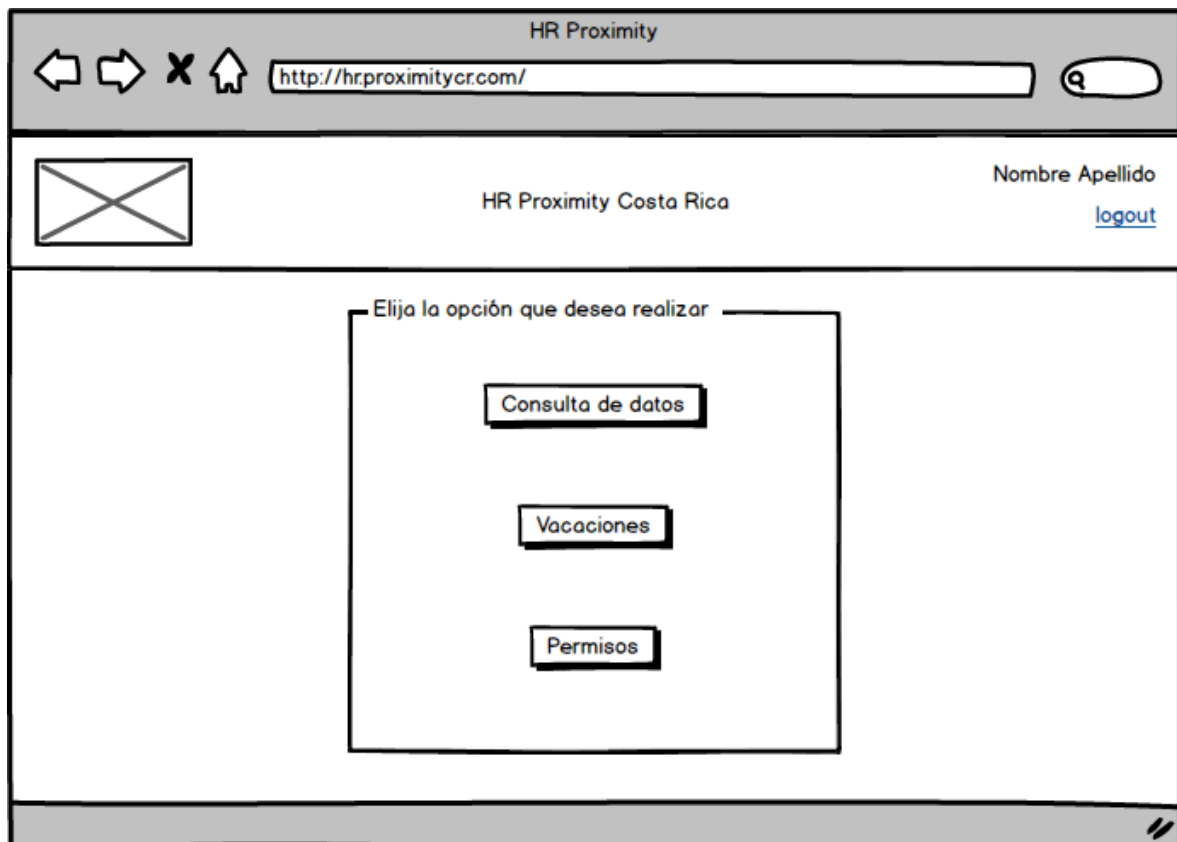 HR Proximity
http://hr.proximitycr.com/
HR Proximity Costa Rica
Nombre Apellido
logout
Elija la opción que desea realizar
Consulta de datos
Vacaciones
Permisos